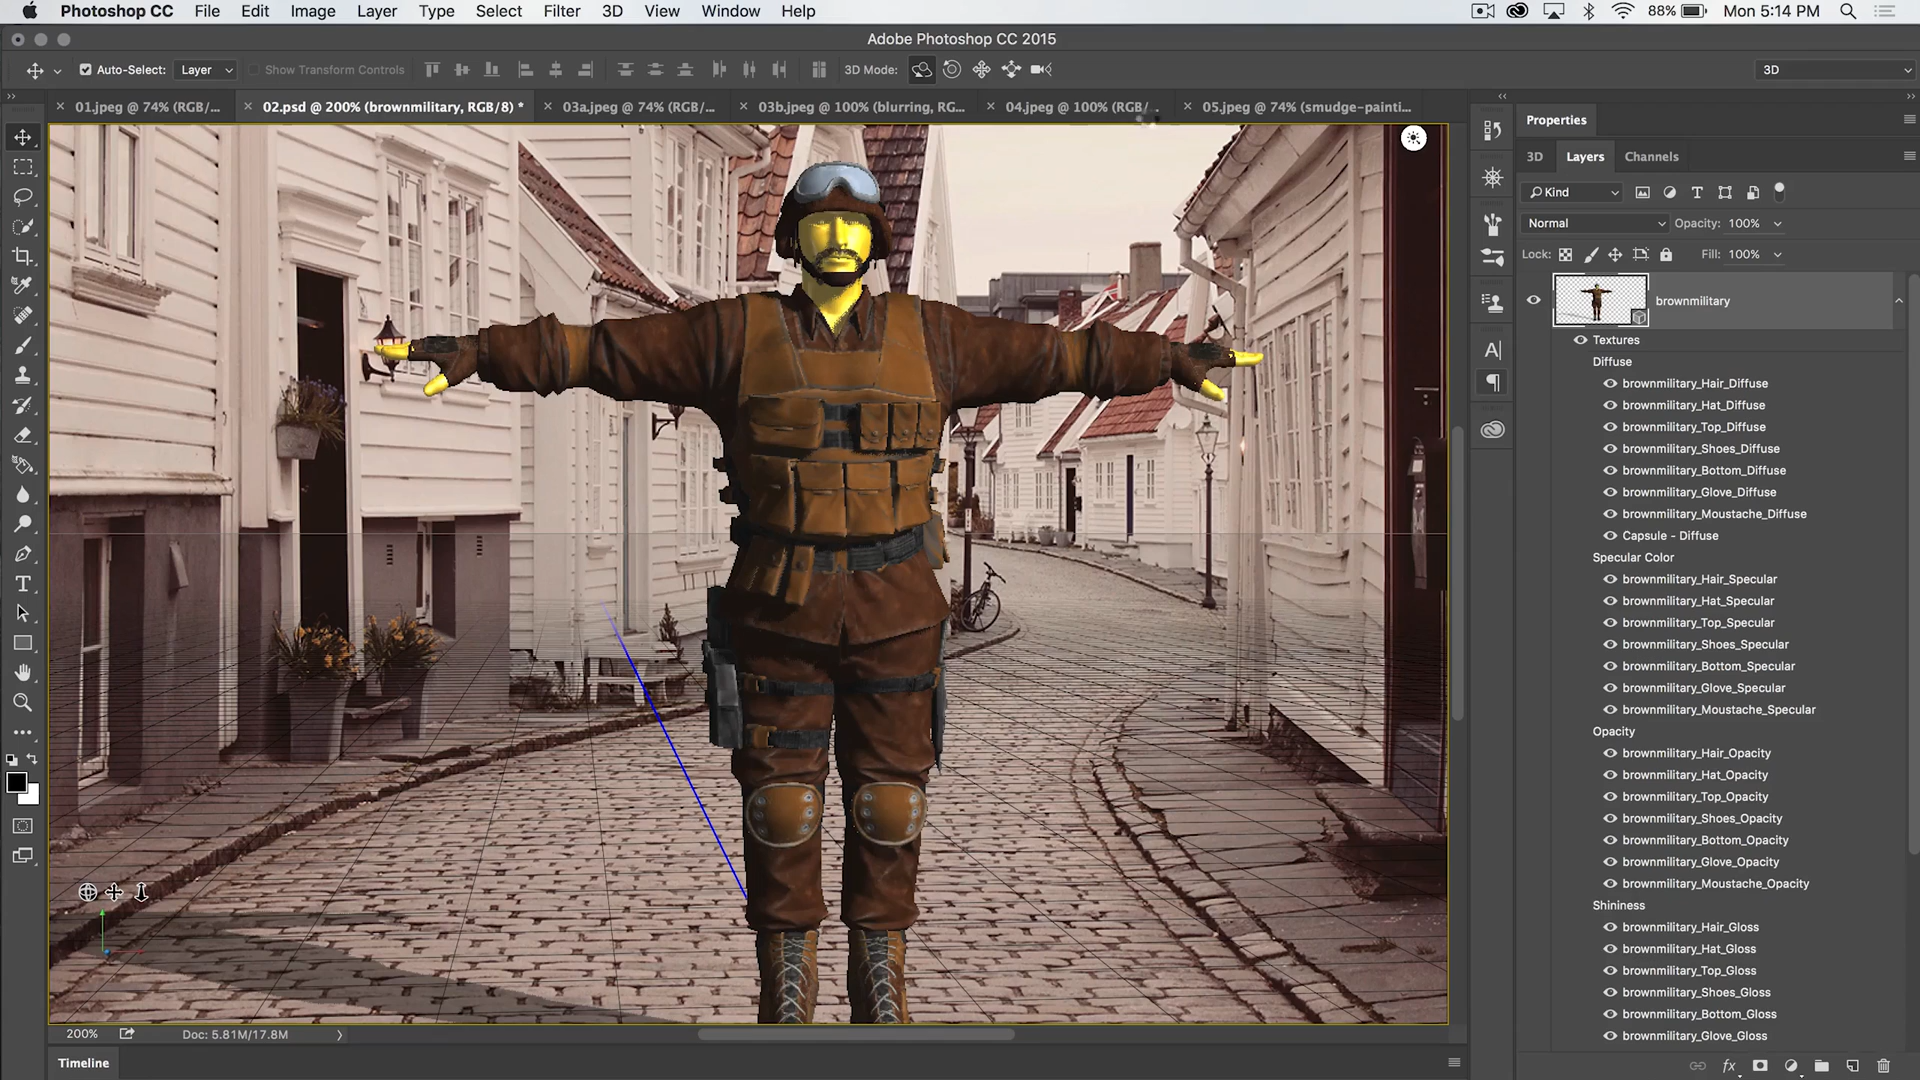 Photoshop CC File Edit Image Layer Type Select Filter 3D View Window Help 88% Mon 5:14 PM
Adobe Photoshop CC 2015
Auto-Select: Layer Show Transform Controls 3D Mode: 3D
01.jpeg @ 74% (RGB/... 02.psd @ 200% (brownmilitary, RGB/8) * 03a.jpeg @ 74% (RGB/... 03b.jpeg @ 100% (blurring, RG... 04.jpeg @ 100% (RGB/ 05.jpeg @ 74% (smudge-painti...
Properties
3D Layers Channels
Kind
Normal Opacity: 100%
Lock: Fill: 100%
brownmilitary
Textures
Diffuse
brownmilitary_Hair_Diffuse
brownmilitary_Hat_Diffuse
brownmilitary_Top_Diffuse
brownmilitary_Shoes_Diffuse
brownmilitary_Bottom_Diffuse
brownmilitary_Glove_Diffuse
brownmilitary_Moustache_Diffuse
Capsule - Diffuse
Specular Color
brownmilitary_Hair_Specular
brownmilitary_Hat_Specular
brownmilitary_Top_Specular
brownmilitary_Shoes_Specular
brownmilitary_Bottom_Specular
brownmilitary_Glove_Specular
brownmilitary_Moustache_Specular
Opacity
brownmilitary_Hair_Opacity
brownmilitary_Hat_Opacity
brownmilitary_Top_Opacity
brownmilitary_Shoes_Opacity
brownmilitary_Bottom_Opacity
brownmilitary_Glove_Opacity
brownmilitary_Moustache_Opacity
Shininess
brownmilitary_Hair_Gloss
brownmilitary_Hat_Gloss
brownmilitary_Top_Gloss
brownmilitary_Shoes_Gloss
brownmilitary_Bottom_Gloss
brownmilitary_Glove_Gloss
200% Doc: 5.81M/17.8M
Timeline